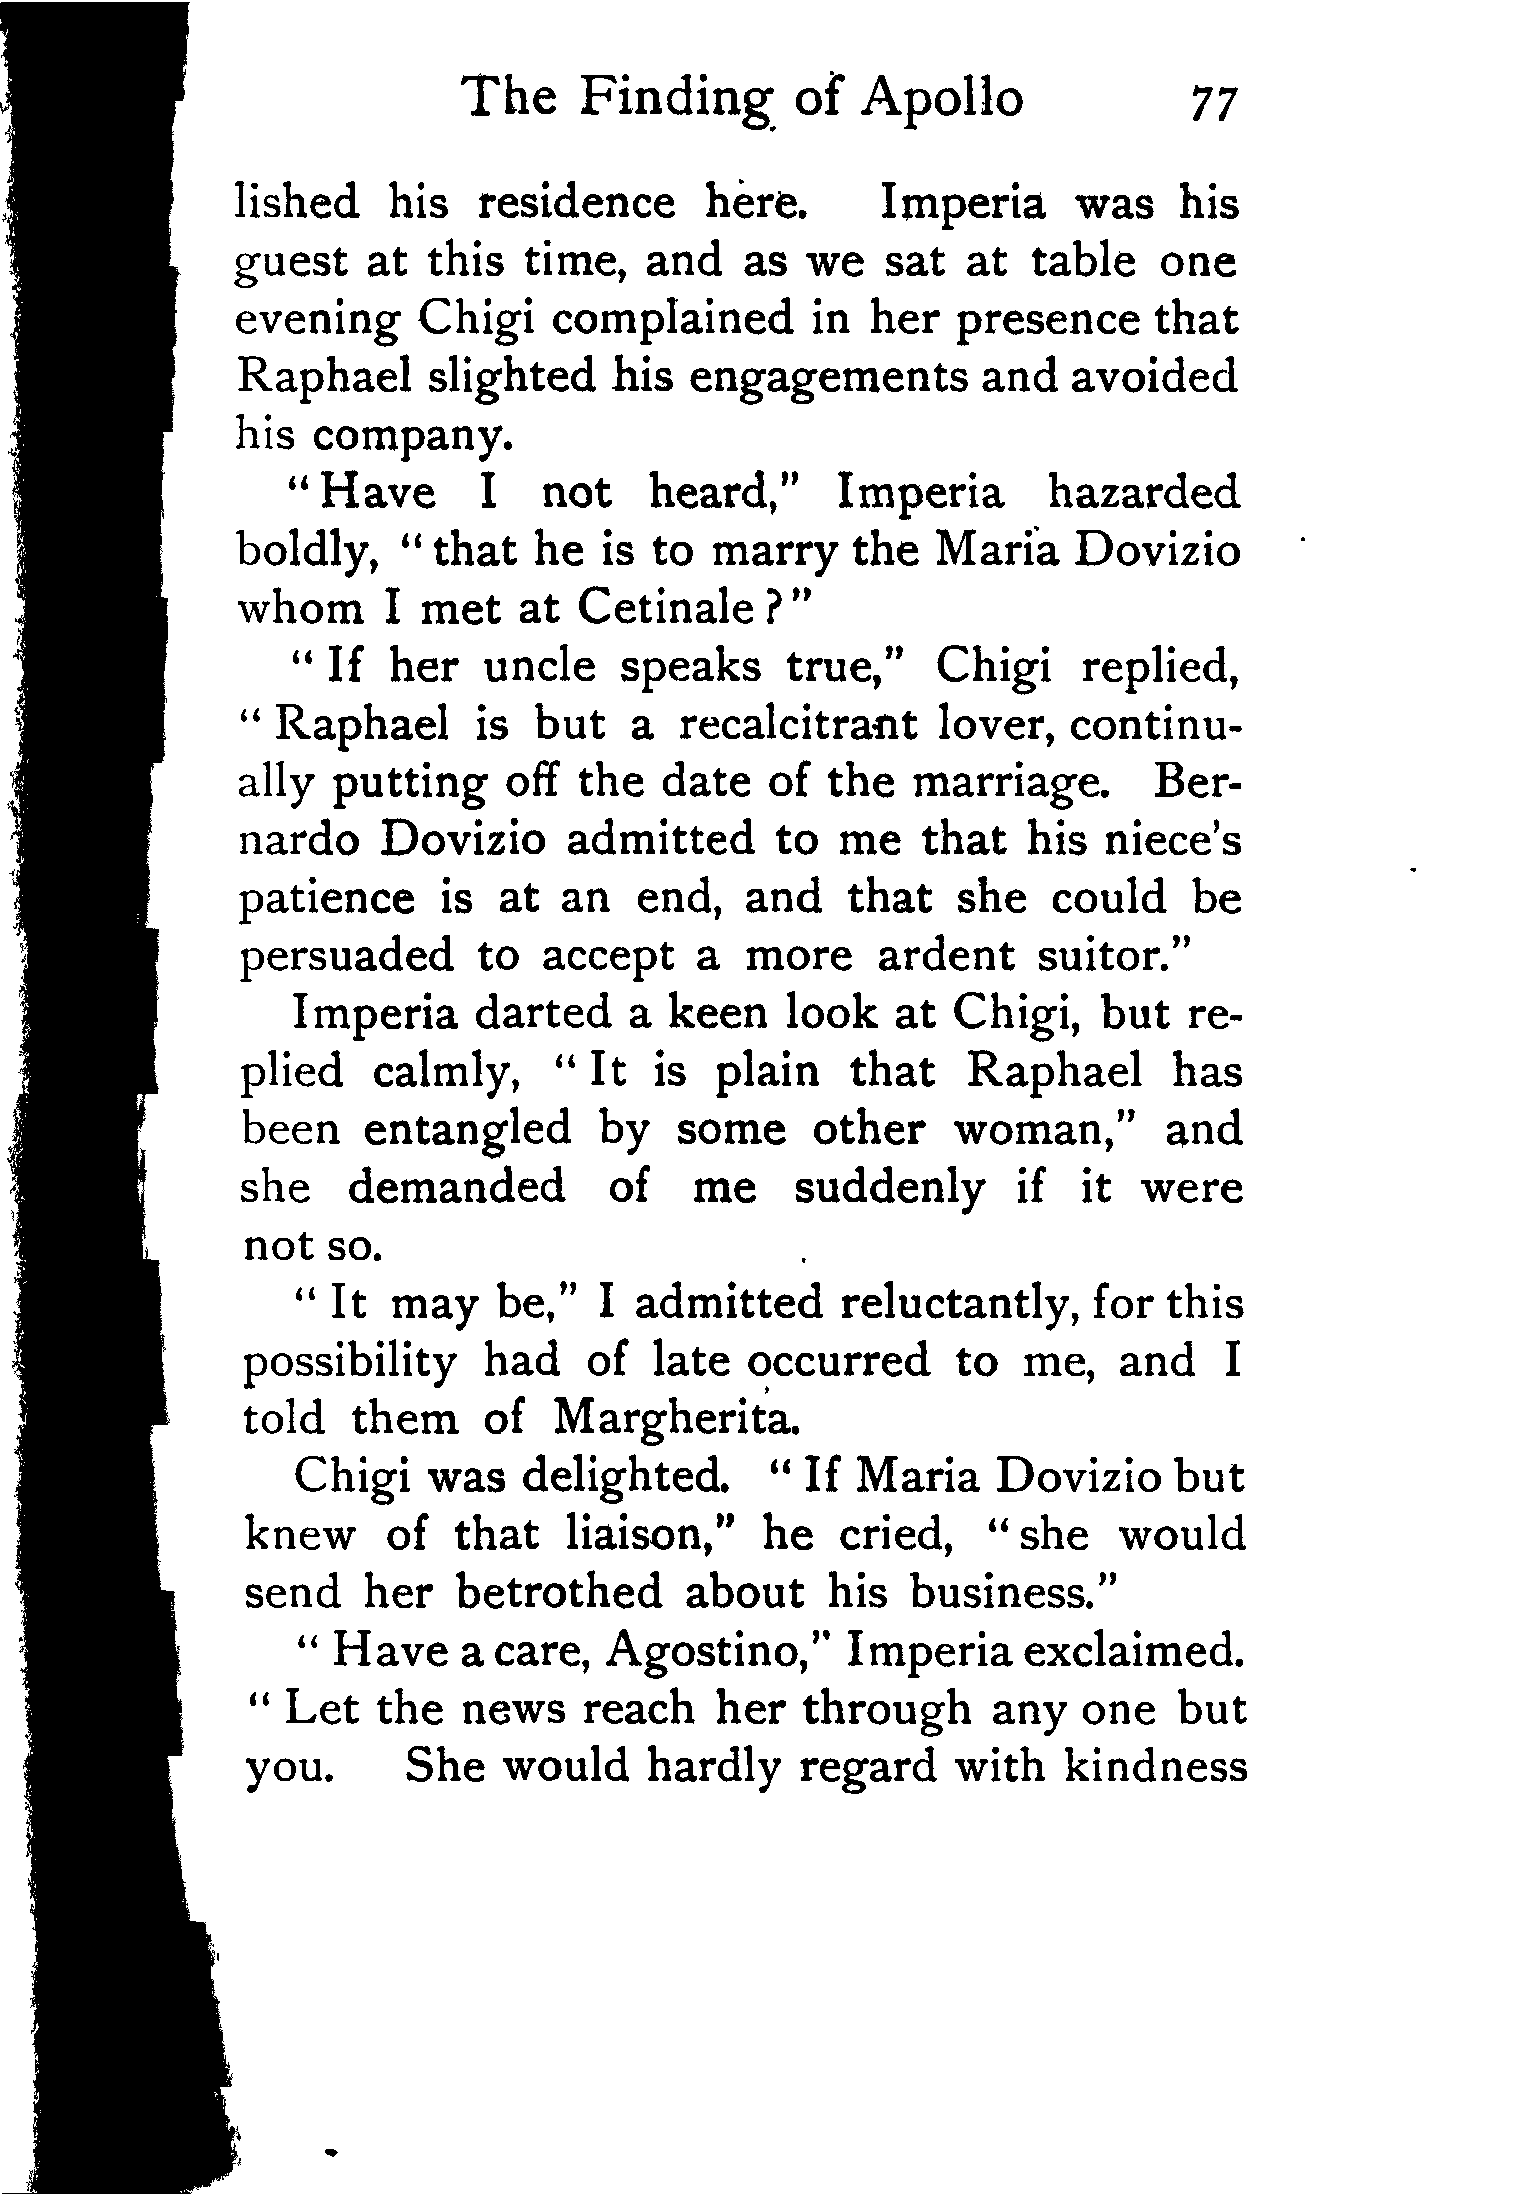 The Finding of Apollo 77
lished his residence here. Imperia was his
guest at this time, and as we sat at table one
evening Chigi complained in her presence that
Raphael slighted his engagements and avoided
his company.
"Have I not heard," Imperia hazarded
boldly, "that he is to marry the Maria Dovizio
whom I met at Cetinale?"
"If her uncle speaks true," Chigi replied,
"Raphael is but a recalcitrant lover, continu-
ally putting off the date of the marriage. Ber-
nardo Dovizio admitted to me that his niece's
patience is at an end, and that she could be
persuaded to accept a more ardent suitor."
Imperia darted a keen look at Chigi, but re-
plied calmly, "It is plain that Raphael has
been entangled by some other woman," and
she demanded of me suddenly if it were
not so.
"It may be," I admitted reluctantly, for this
possibility had of late occurred to me, and I
told them of Margherita.
Chigi was delighted. "If Maria Dovizio but
knew of that liaison," he cried, "she would
send her betrothed about his business."
"Have a care, Agostino," Imperia exclaimed.
"Let the news reach her through any one but
you. She would hardly regard with kindness